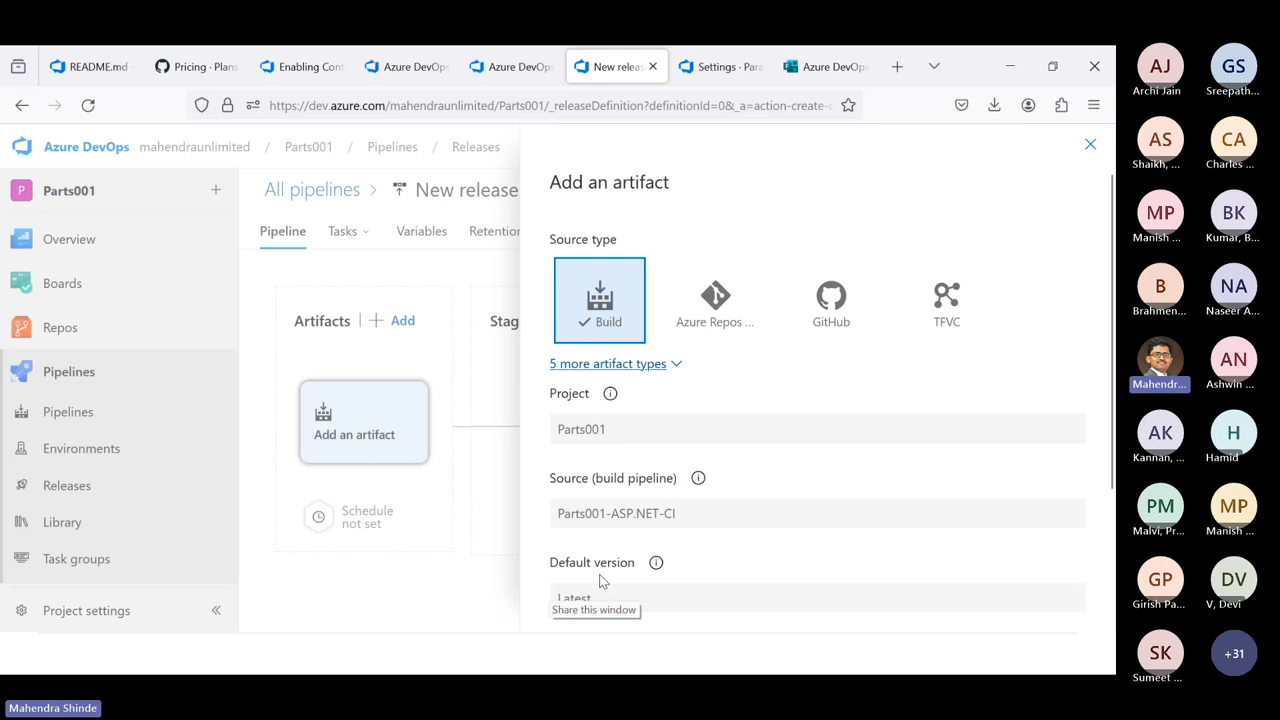 README.md
Pricing · Plans
Enabling Cont
Azure DevOp
Azure DevOp
New releas
Settings · Para
Azure DevOp
https://dev.azure.com/mahendraunlimited/Parts001/_releaseDefinition?definitionId=0&_a=action-create-
Azure DevOps mahendraunlimited / Parts001 / Pipelines / Releases
P Parts001
Overview
Boards
Repos
Pipelines
Pipelines
Environments
Releases
Library
Task groups
Project settings
All pipelines > New release
Pipeline Tasks Variables Retention
Artifacts | + Add
Stag
Add an artifact
Schedule
not set
Add an artifact
Source type
Build
Azure Repos ...
GitHub
TFVC
5 more artifact types
Project
Parts001
Source (build pipeline)
Parts001-ASP.NET-CI
Default version
Latest
Share this window
AJ
Archi Jain
GS
Sreepath...
AS
Shaikh, ...
CA
Charles ...
MP
Manish ...
BK
Kumar, B...
B
Brahmen...
NA
Naseer A...
Mahendr...
AN
Ashwin ...
AK
Kannan, ...
H
Hamid
PM
Malvi, Pr...
MP
Manish ...
GP
Girish Pa...
DV
V, Devi
SK
Sumeet ...
+31
Mahendra Shinde